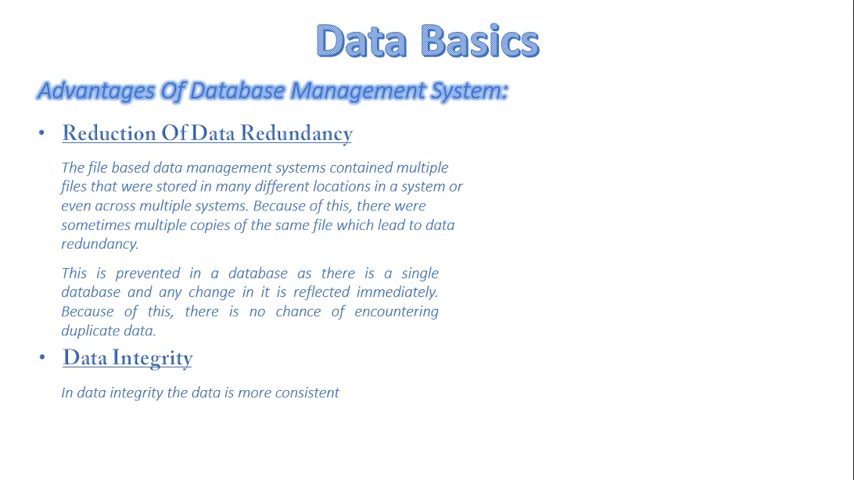 Data Basics
Advantages Of Database Management System:
• Reduction Of Data Redundancy
The file based data management systems contained multiple
files that were stored in many different locations in a system or
even across multiple systems. Because of this, there were
sometimes multiple copies of the same file which lead to data
redundancy.
This is prevented in a database as there is a single
database and any change in it is reflected immediately.
Because of this, there is no chance of encountering
duplicate data.
• Data Integrity
In data integrity the data is more consistent